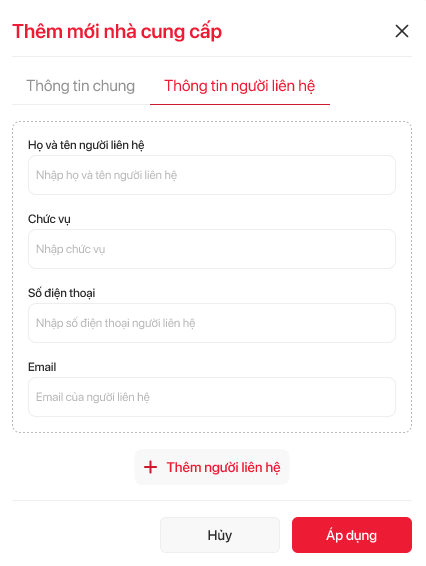 Thêm mới nhà cung cấp
Thông tin chung
Thông tin người liên hệ
Họ và tên người liên hệ
Nhập họ và tên người liên hệ
Chức vụ
Nhập chức vụ
Số điện thoại
Nhập số điện thoại người liên hệ
Email
Email của người liên hệ
Thêm người liên hệ
Hủy
Áp dụng